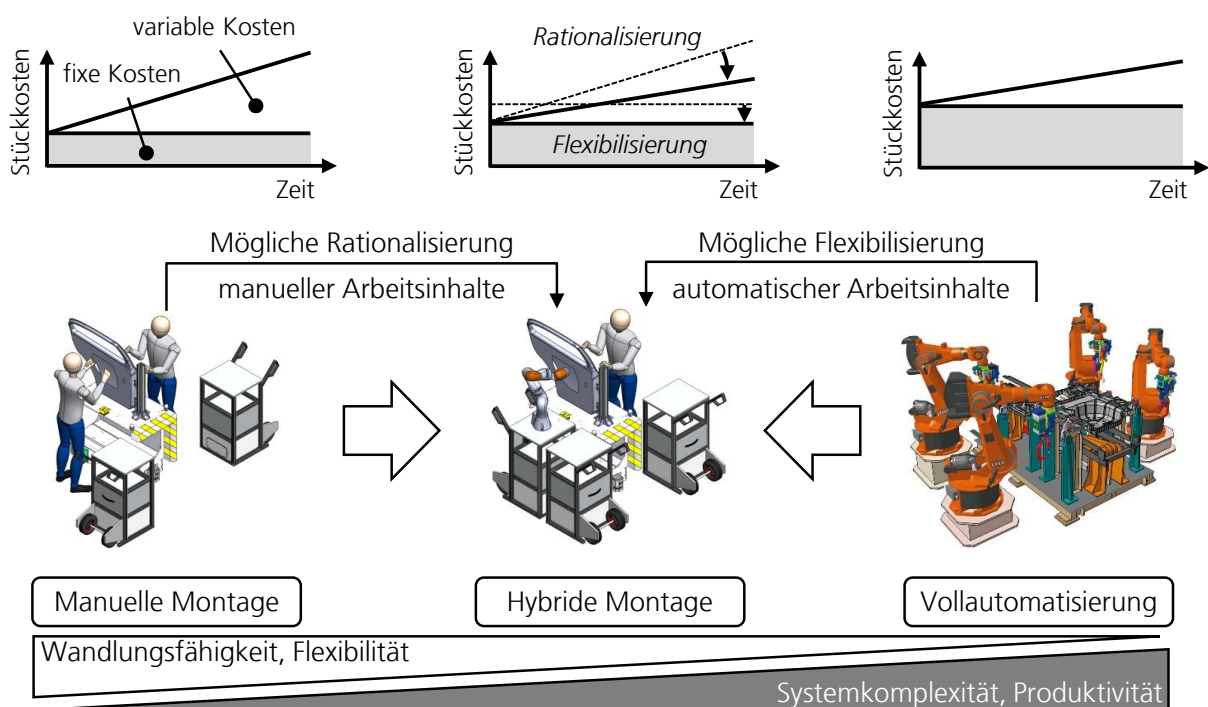 variable Kosten
fixe Kosten
Stückkosten
Zeit
Rationalisierung
Flexibilisierung
Stückkosten
Zeit
Stückkosten
Zeit
Mögliche Rationalisierung
manueller Arbeitsinhalte
Mögliche Flexibilisierung
automatischer Arbeitsinhalte
Manuelle Montage
Hybride Montage
Vollautomatisierung
Wandlungsfähigkeit, Flexibilität
Systemkomplexität, Produktivität